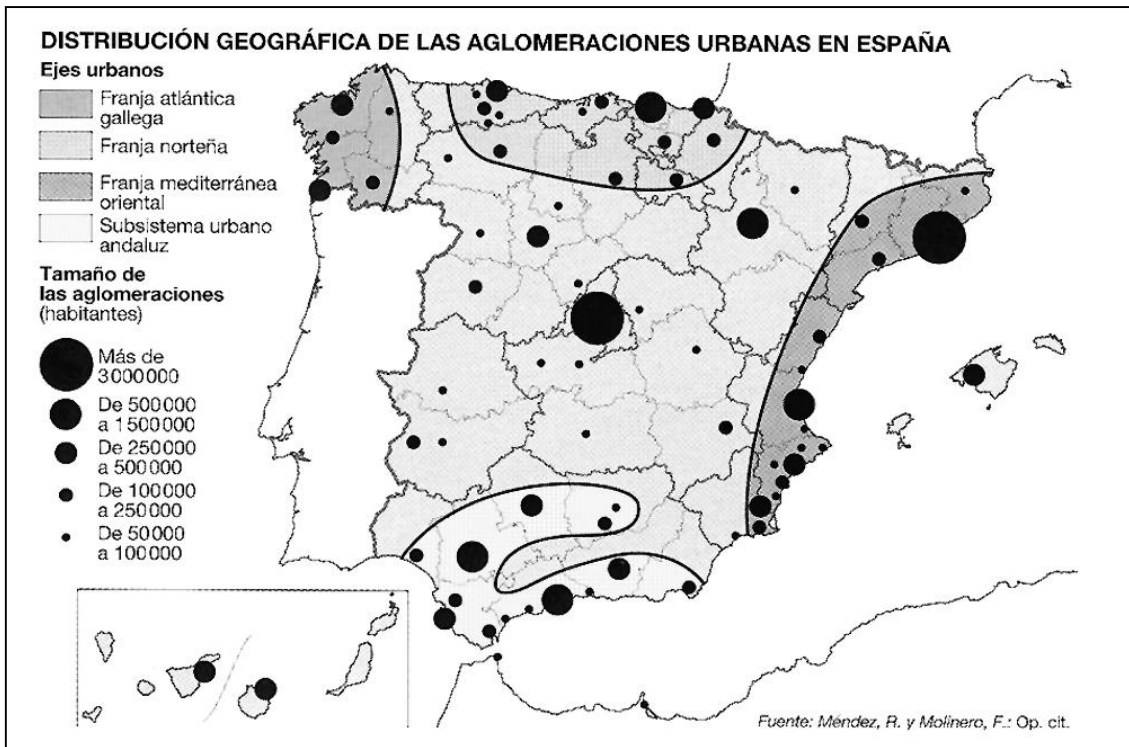 DISTRIBUCIÓN GEOGRÁFICA DE LAS AGLOMERACIONES URBANAS EN ESPAÑA
Ejes urbanos
Franja atlántica
gallega
Franja norteña
Franja mediterránea
oriental
Subsistema urbano
andaluz
Tamaño de
las aglomeraciones
(habitantes)
Más de
3000000
De 500000
a 1500000
De 250000
a 500000
De 100000
a 250000
De 50000
a 100000
Fuente: Méndez, R. y Molinero, F.: Op. cit.